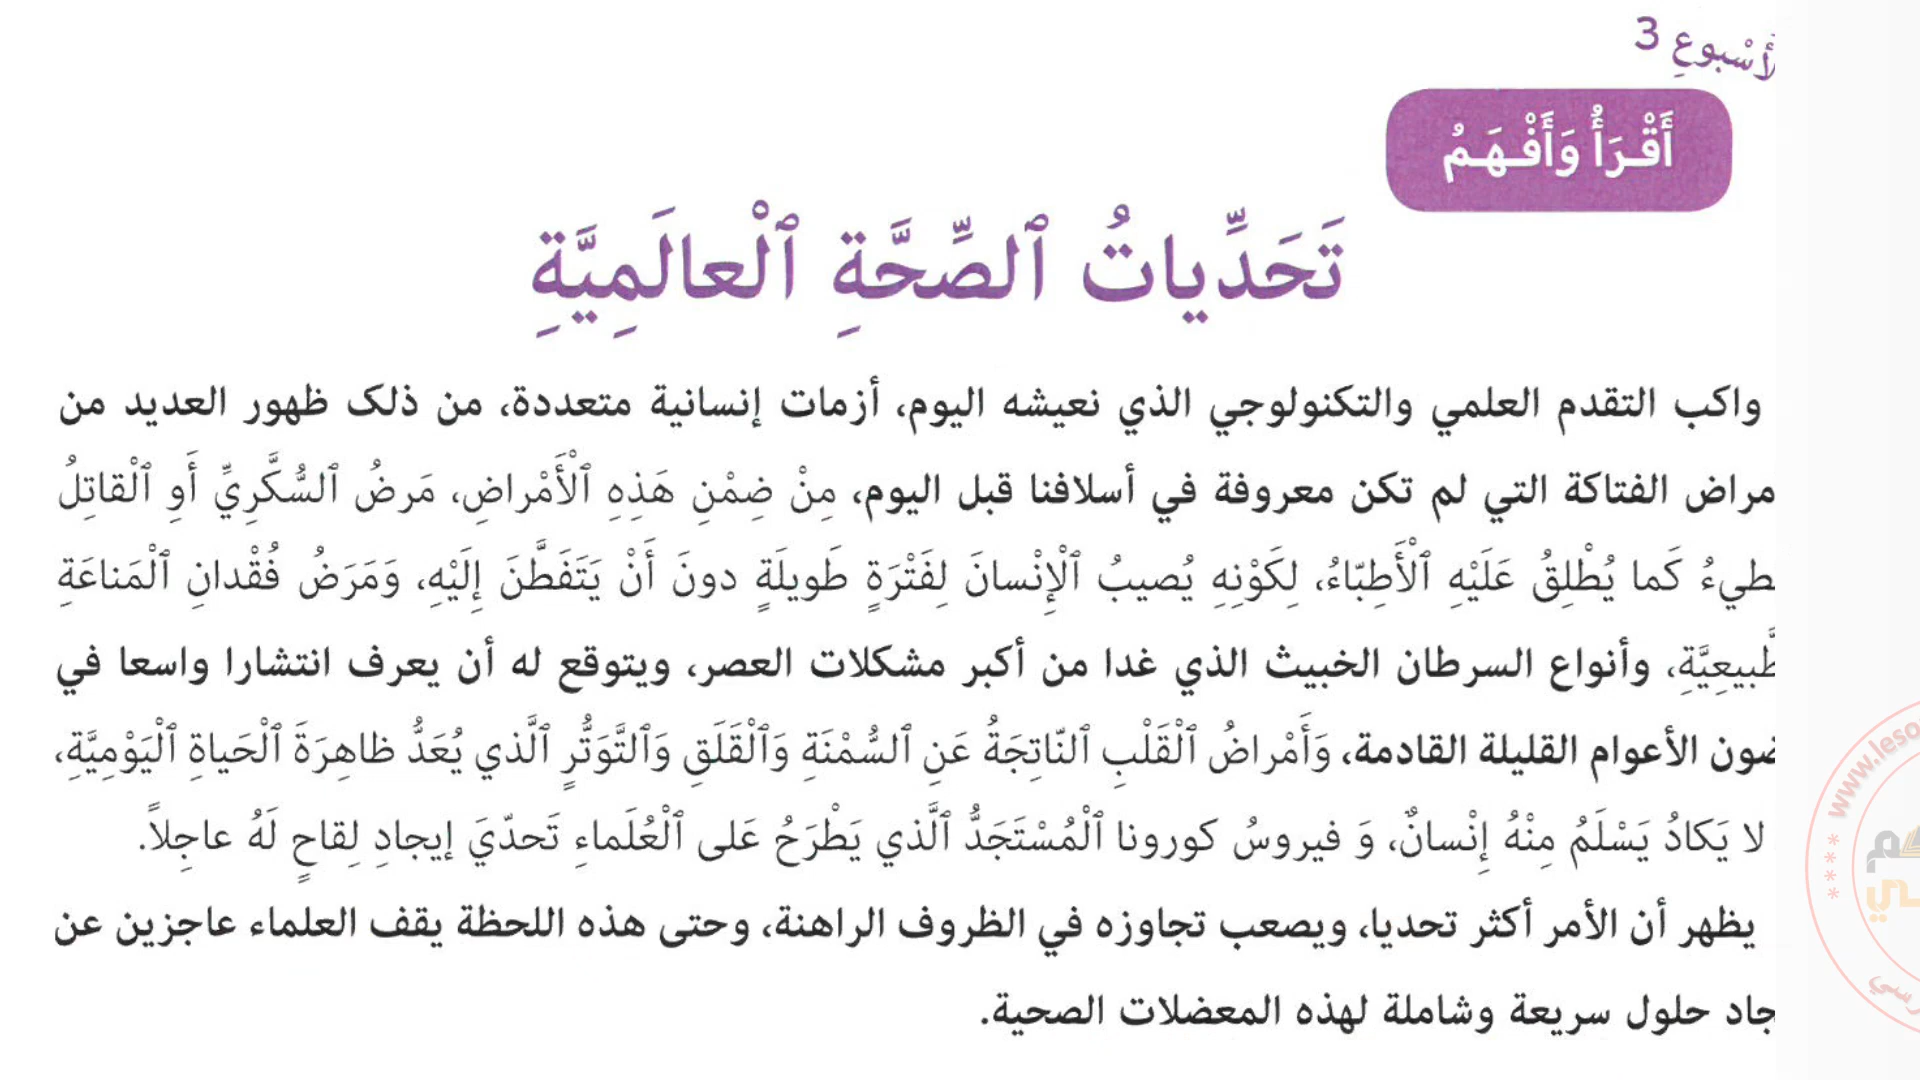 لأُسْبوعِ 3
أَقْرَأُ وَأَفْهَمُ
تَحَدِّياتُ ٱلصِّحَّةِ ٱلْعالَمِيَّةِ
واكب التقدم العلمي والتكنولوجي الذي نعيشه اليوم، أزمات إنسانية متعددة، من ذلك ظهور العديد من
مراض الفتاكة التي لم تكن معروفة في أسلافنا قبل اليوم، مِنْ ضِمْنِ هَذِهِ ٱلْأَمْراضِ، مَرضُ ٱلسُّكَّرِيِّ أَوِ ٱلْقاتِلُ
طيءُ كَما يُطْلِقُ عَلَيْهِ ٱلْأَطِبّاءُ، لِكَوْنِهِ يُصيبُ ٱلْإِنْسانَ لِفَتْرَةٍ طَويلَةٍ دونَ أَنْ يَتَفَطَّنَ إِلَيْهِ، وَمَرَضُ فُقْدانِ ٱلْمَناعَةِ
طَّبيعِيَّةِ، وأنواع السرطان الخبيث الذي غدا من أكبر مشكلات العصر، ويتوقع له أن يعرف انتشارا واسعا في
ضون الأعوام القليلة القادمة، وَأَمْراضُ ٱلْقَلْبِ ٱلنّاتِجَةُ عَنِ ٱلسُّمْنَةِ وَٱلْقَلَقِ وَٱلتَّوَتُّرِ ٱلَّذي يُعَدُّ ظاهِرَةَ ٱلْحَياةِ ٱلْيَوْمِيَّةِ،
لا يَكادُ يَسْلَمُ مِنْهُ إِنْسانٌ، وَ فيروسُ كورونا ٱلْمُسْتَجَدُّ ٱلَّذي يَطْرَحُ عَلى ٱلْعُلَماءِ تَحدّيَ إيجادِ لِقاحٍ لَهُ عاجِلاً.
يظهر أن الأمر أكثر تحديا، ويصعب تجاوزه في الظروف الراهنة، وحتى هذه اللحظة يقف العلماء عاجزين عن
جاد حلول سريعة وشاملة لهذه المعضلات الصحية.
www.leso